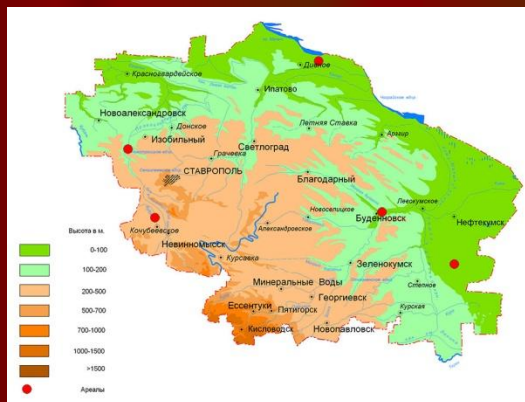 Дивное
Красногвардейское
Ипатово
Новоалександровск
Донское
Летняя Ставка
Изобильный
Арзгир
Светлоград
Грачевка
СТАВРОПОЛЬ
Благодарный
Левокумское
Новоселицкое
Буденновск
Нефтекумск
Кочубеевское
Александровское
Невинномысск
Курсавка
Зеленокумск
Минеральные Воды
Степное
Георгиевск
Ессентуки
Пятигорск
Курская
Кисловодск
Новопавловск
Высота в м.
0-100
100-200
200-500
500-700
700-1000
1000-1500
>1500
Ареалы